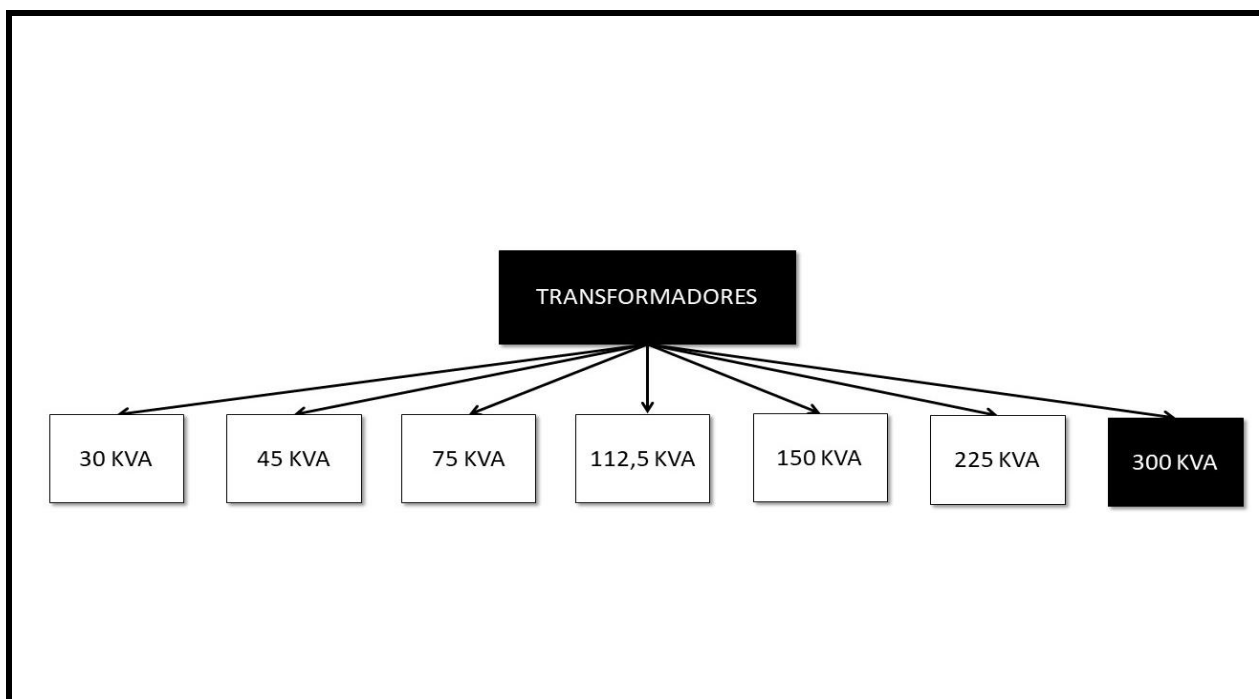 TRANSFORMADORES
30 KVA
45 KVA
75 KVA
112,5 KVA
150 KVA
225 KVA
300 KVA